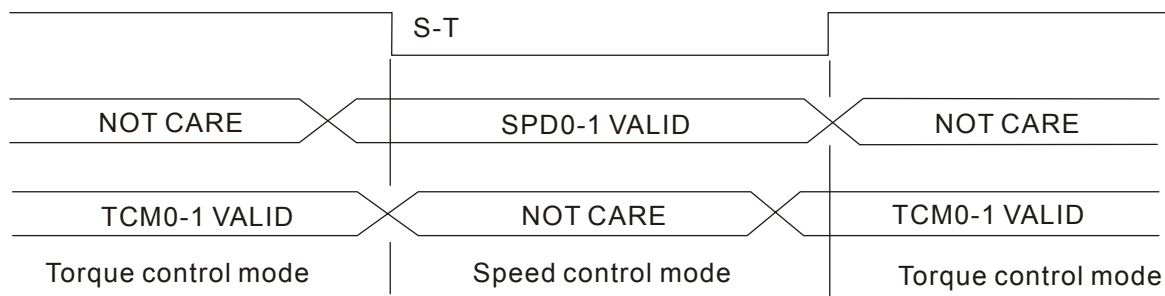 S-T
NOT CARE SPD0-1 VALID NOT CARE
TCM0-1 VALID NOT CARE TCM0-1 VALID
Torque control mode Speed control mode Torque control mode